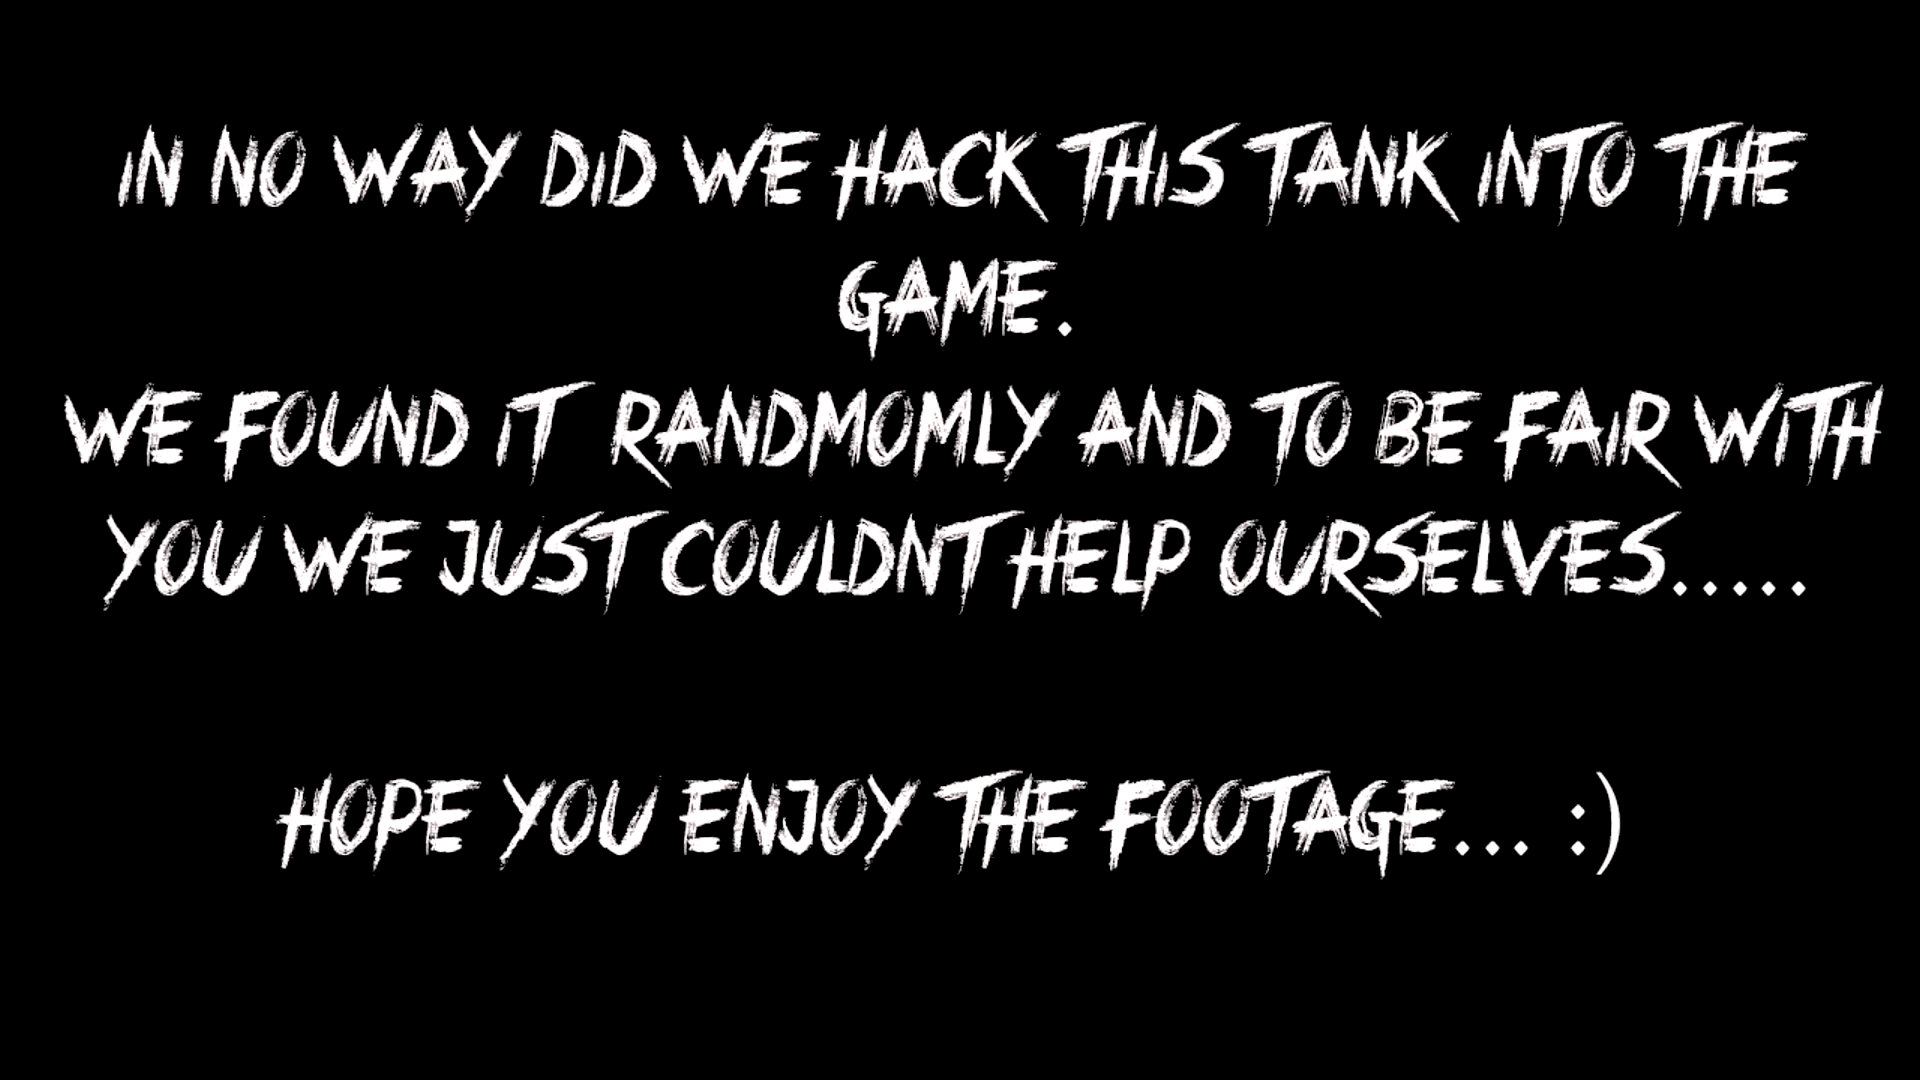 IN NO WAY DID WE HACK THIS TANK INTO THE
GAME.
WE FOUND IT RANDMOMLY AND TO BE FAIR WITH
YOU WE JUST COULDNT HELP OURSELVES.....
HOPE YOU ENJOY THE FOOTAGE... :)